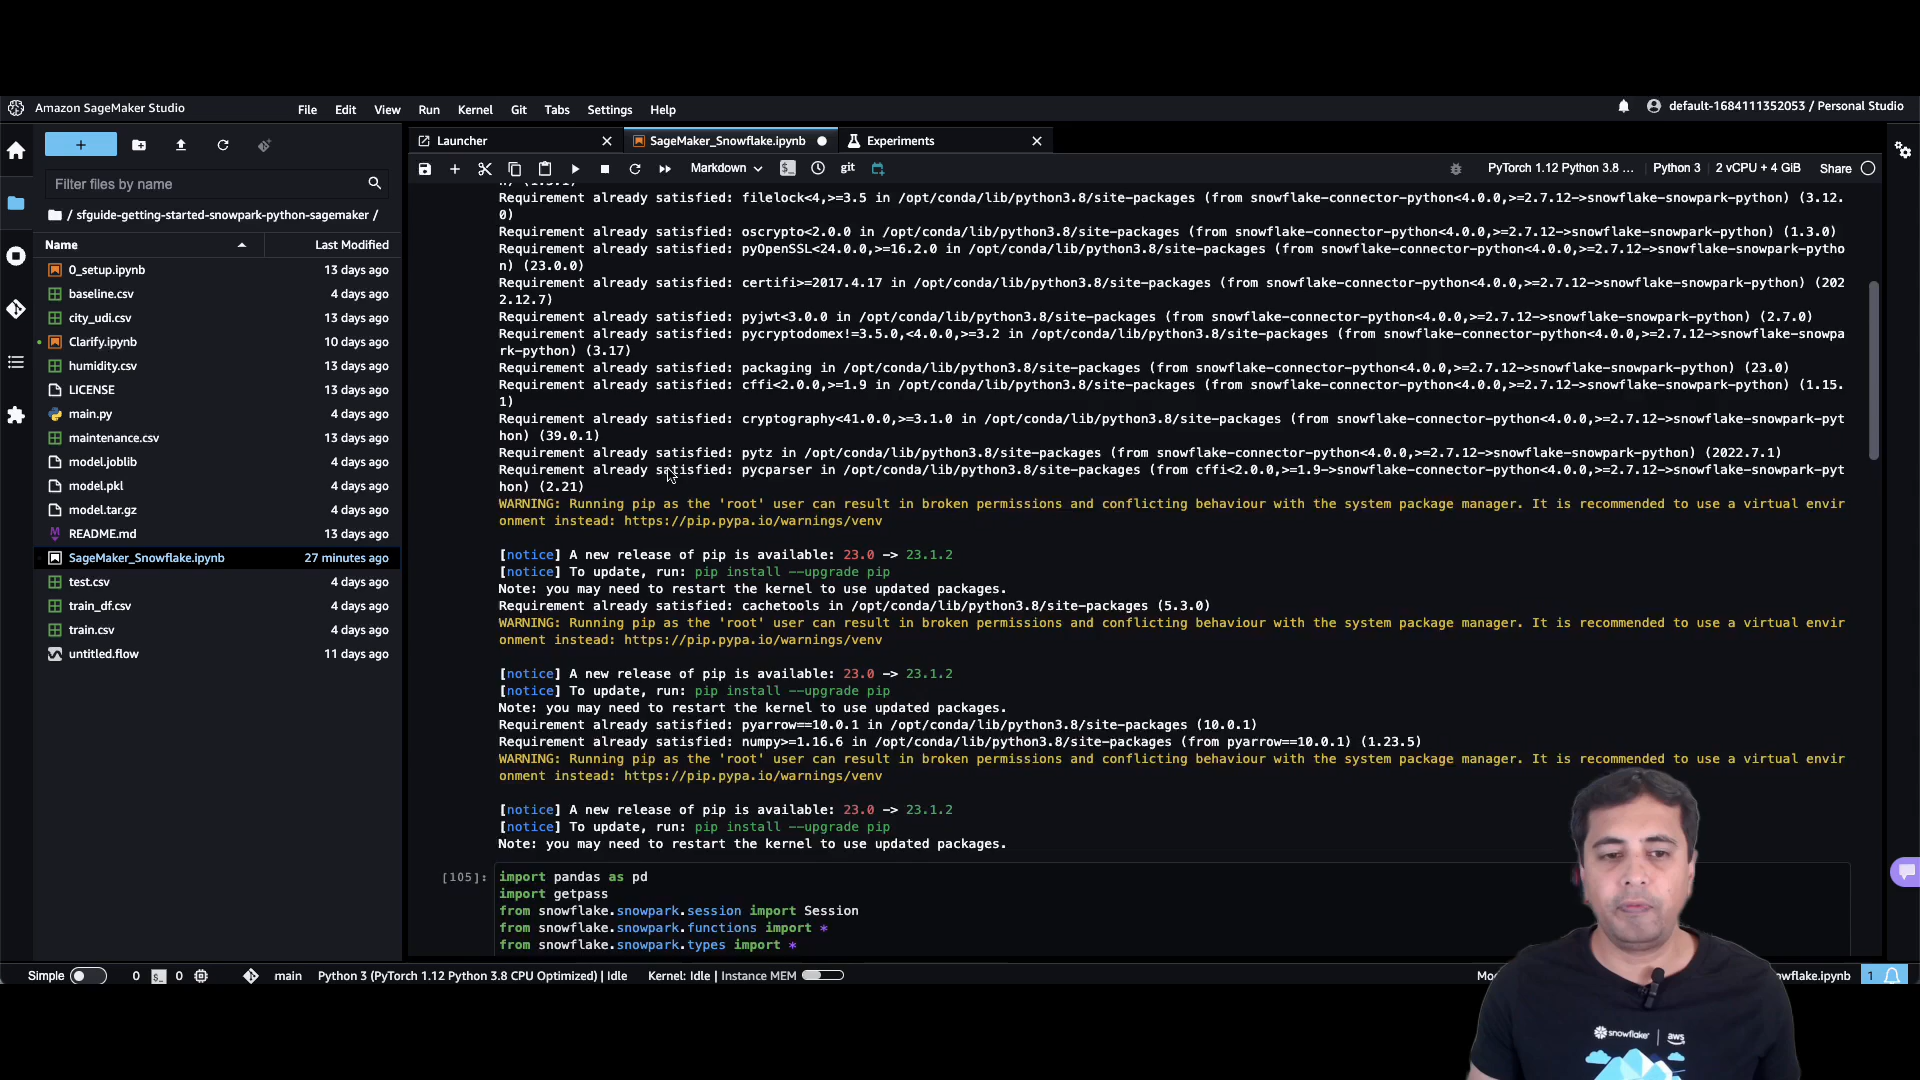 Amazon SageMaker Studio
File Edit View Run Kernel Git Tabs Settings Help
default-1684111352053 / Personal Studio
+
Launcher
SageMaker_Snowflake.ipynb
Experiments
Filter files by name
Markdown
git
PyTorch 1.12 Python 3.8 ...
Python 3
2 vCPU + 4 GiB
Share
/ sfguide-getting-started-snowpark-python-sagemaker /
Name Last Modified
0_setup.ipynb 13 days ago
baseline.csv 4 days ago
city_udi.csv 13 days ago
Clarify.ipynb 10 days ago
humidity.csv 13 days ago
LICENSE 13 days ago
main.py 4 days ago
maintenance.csv 13 days ago
model.joblib 4 days ago
model.pkl 4 days ago
model.tar.gz 4 days ago
README.md 13 days ago
SageMaker_Snowflake.ipynb 27 minutes ago
test.csv 4 days ago
train_df.csv 4 days ago
train.csv 4 days ago
untitled.flow 11 days ago
Requirement already satisfied: filelock<4,>=3.5 in /opt/conda/lib/python3.8/site-packages (from snowflake-connector-python<4.0.0,>=2.7.12->snowflake-snowpark-python) (3.12.
0)
Requirement already satisfied: oscrypto<2.0.0 in /opt/conda/lib/python3.8/site-packages (from snowflake-connector-python<4.0.0,>=2.7.12->snowflake-snowpark-python) (1.3.0)
Requirement already satisfied: pyOpenSSL<24.0.0,>=16.2.0 in /opt/conda/lib/python3.8/site-packages (from snowflake-connector-python<4.0.0,>=2.7.12->snowflake-snowpark-pytho
n) (23.0.0)
Requirement already satisfied: certifi>=2017.4.17 in /opt/conda/lib/python3.8/site-packages (from snowflake-connector-python<4.0.0,>=2.7.12->snowflake-snowpark-python) (202
2.12.7)
Requirement already satisfied: pyjwt<3.0.0 in /opt/conda/lib/python3.8/site-packages (from snowflake-connector-python<4.0.0,>=2.7.12->snowflake-snowpark-python) (2.7.0)
Requirement already satisfied: pycryptodomex!=3.5.0,<4.0.0,>=3.2 in /opt/conda/lib/python3.8/site-packages (from snowflake-connector-python<4.0.0,>=2.7.12->snowflake-snowpa
rk-python) (3.17)
Requirement already satisfied: packaging in /opt/conda/lib/python3.8/site-packages (from snowflake-connector-python<4.0.0,>=2.7.12->snowflake-snowpark-python) (23.0)
Requirement already satisfied: cffi<2.0.0,>=1.9 in /opt/conda/lib/python3.8/site-packages (from snowflake-connector-python<4.0.0,>=2.7.12->snowflake-snowpark-python) (1.15.
1)
Requirement already satisfied: cryptography<41.0.0,>=3.1.0 in /opt/conda/lib/python3.8/site-packages (from snowflake-connector-python<4.0.0,>=2.7.12->snowflake-snowpark-pyt
hon) (39.0.1)
Requirement already satisfied: pytz in /opt/conda/lib/python3.8/site-packages (from snowflake-connector-python<4.0.0,>=2.7.12->snowflake-snowpark-python) (2022.7.1)
Requirement already satisfied: pycparser in /opt/conda/lib/python3.8/site-packages (from cffi<2.0.0,>=1.9->snowflake-connector-python<4.0.0,>=2.7.12->snowflake-snowpark-pyt
hon) (2.21)
WARNING: Running pip as the 'root' user can result in broken permissions and conflicting behaviour with the system package manager. It is recommended to use a virtual envir
onment instead: https://pip.pypa.io/warnings/venv
[notice] A new release of pip is available: 23.0 -> 23.1.2
[notice] To update, run: pip install --upgrade pip
Note: you may need to restart the kernel to use updated packages.
Requirement already satisfied: cachetools in /opt/conda/lib/python3.8/site-packages (5.3.0)
WARNING: Running pip as the 'root' user can result in broken permissions and conflicting behaviour with the system package manager. It is recommended to use a virtual envir
onment instead: https://pip.pypa.io/warnings/venv
[notice] A new release of pip is available: 23.0 -> 23.1.2
[notice] To update, run: pip install --upgrade pip
Note: you may need to restart the kernel to use updated packages.
Requirement already satisfied: pyarrow==10.0.1 in /opt/conda/lib/python3.8/site-packages (10.0.1)
Requirement already satisfied: numpy>=1.16.6 in /opt/conda/lib/python3.8/site-packages (from pyarrow==10.0.1) (1.23.5)
WARNING: Running pip as the 'root' user can result in broken permissions and conflicting behaviour with the system package manager. It is recommended to use a virtual envir
onment instead: https://pip.pypa.io/warnings/venv
[notice] A new release of pip is available: 23.0 -> 23.1.2
[notice] To update, run: pip install --upgrade pip
Note: you may need to restart the kernel to use updated packages.
[105]: import pandas as pd
import getpass
from snowflake.snowpark.session import Session
from snowflake.snowpark.functions import *
from snowflake.snowpark.types import *
Simple 0 0 main Python 3 (PyTorch 1.12 Python 3.8 CPU Optimized) | Idle Kernel: Idle | Instance MEM
wflake.ipynb 1
snowflake aws